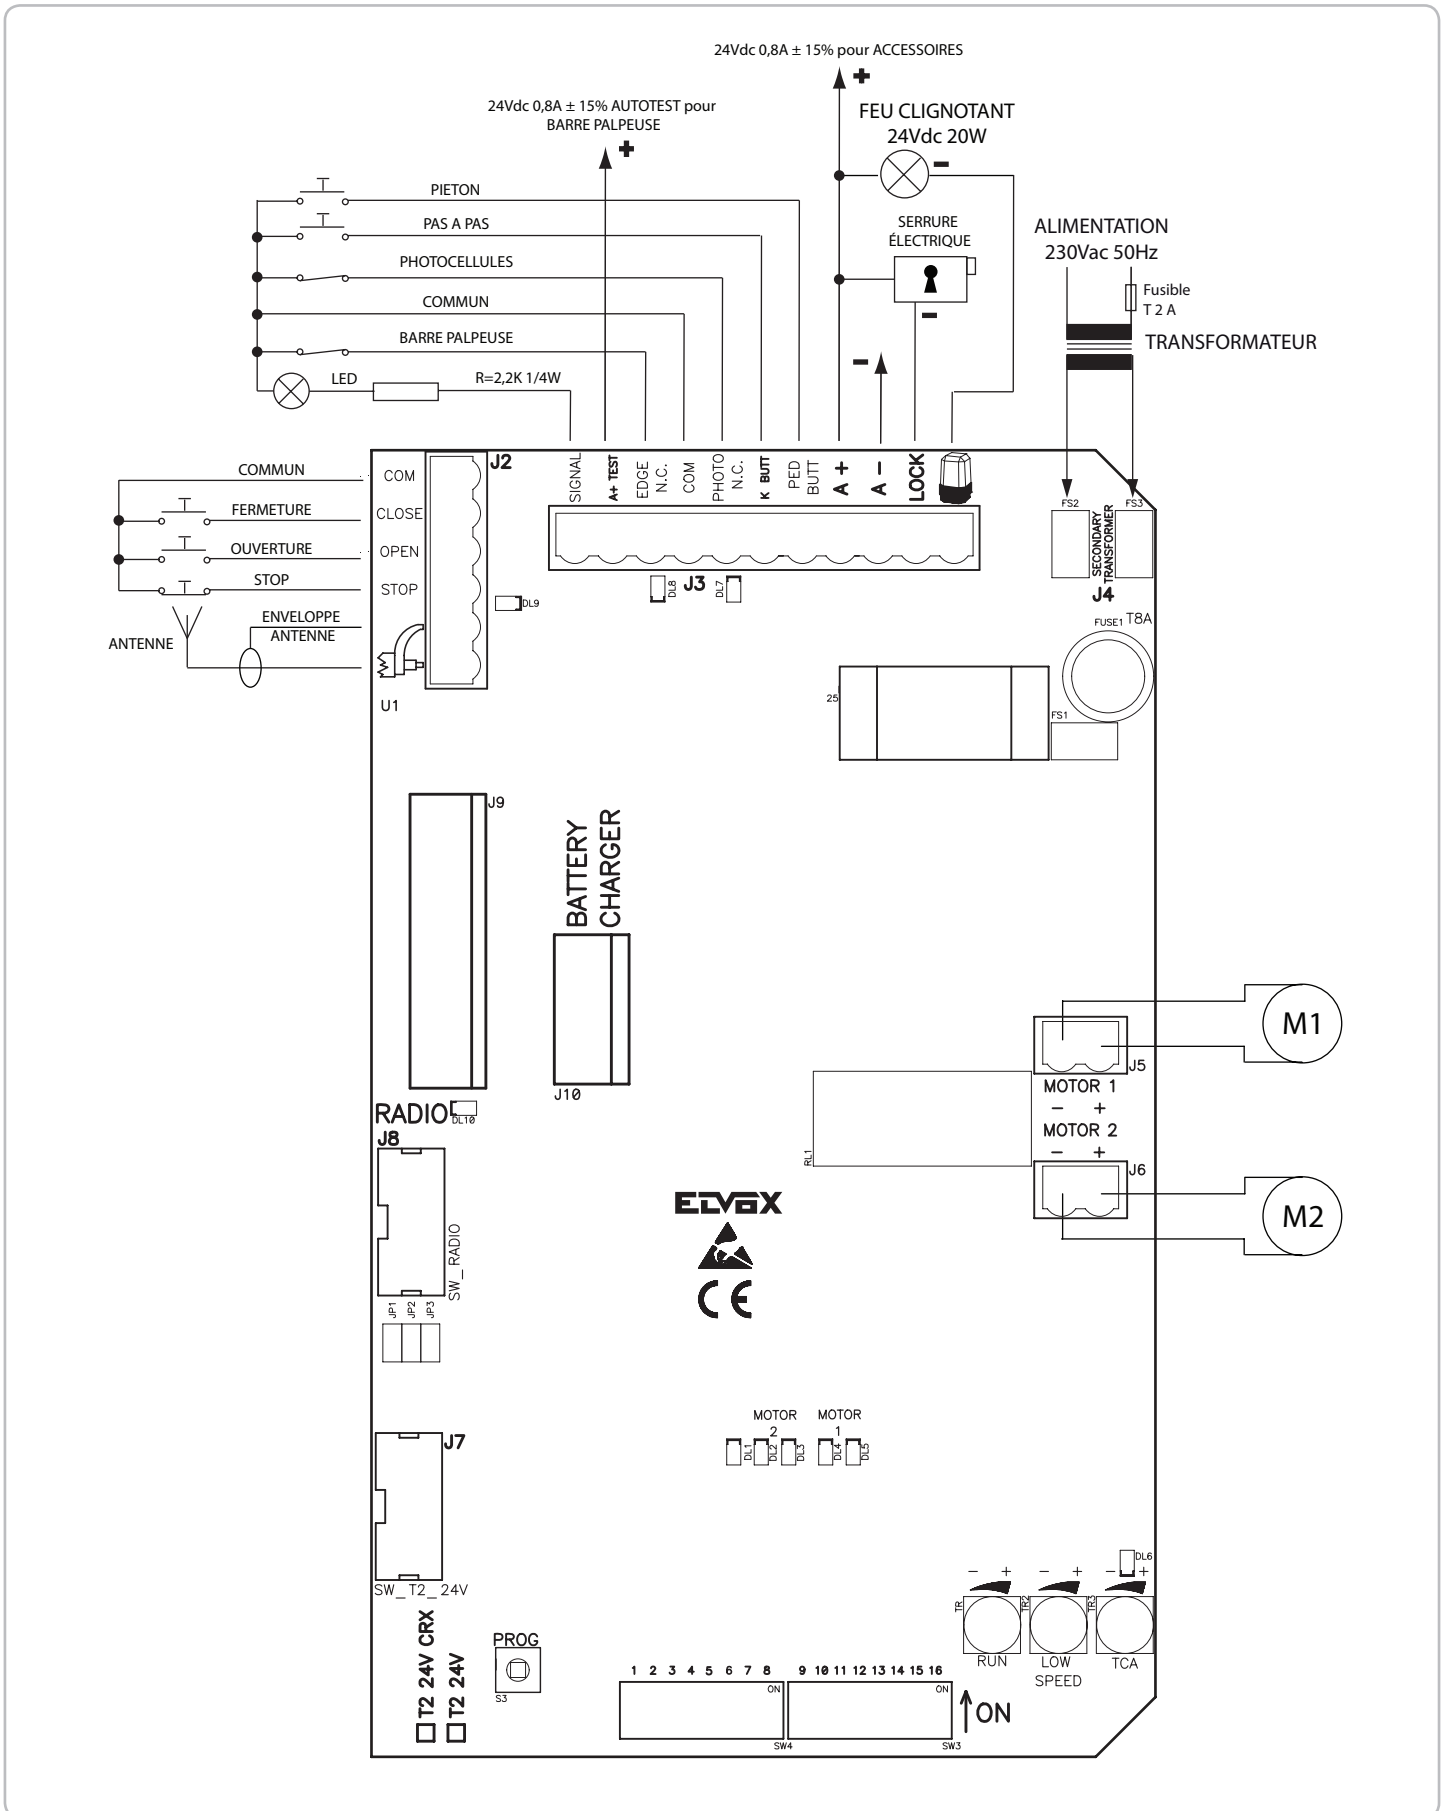 24Vdc 0,8A ± 15% pour ACCESSOIRES
+
24Vdc 0,8A ± 15% AUTOTEST pour
BARRE PALPEUSE
+
FEU CLIGNOTANT
24Vdc 20W
-
PIETON
PAS A PAS
PHOTOCELLULES
COMMUN
BARRE PALPEUSE
LED
R=2,2K 1/4W
SERRURE
ÉLECTRIQUE
-
-
ALIMENTATION
230Vac 50Hz
Fusible
T 2 A
TRANSFORMATEUR
COMMUN
FERMETURE
OUVERTURE
STOP
ENVELOPPE
ANTENNE
ANTENNE
COM
CLOSE
OPEN
STOP
J2
U1
DL9
SIGNAL
A+ TEST
EDGE
N.C.
COM
PHOTO
N.C.
K BUTT
PED
BUTT
A +
A -
LOCK
J3
DL8
DL7
FS2
SECONDARY
TRANSFORMER
FS3
J4
FUSE1 T8A
25
FS1
J9
BATTERY
CHARGER
J10
RADIO
DL10
J8
SW_RADIO
JP1
JP2
JP3
RL1
J5
MOTOR 1
- +
MOTOR 2
- +
J6
M1
M2
ELVOX
CE
MOTOR
2
MOTOR
1
DL1
DL2
DL3
DL4
DL5
J7
SW_T2_24V
T2 24V CRX
T2 24V
PROG
S3
1 2 3 4 5 6 7 8
ON
SW4
9 10 11 12 13 14 15 16
ON
SW3
ON
DL6
- +
- +
- +
TR
TR2
TR3
RUN
LOW
SPEED
TCA